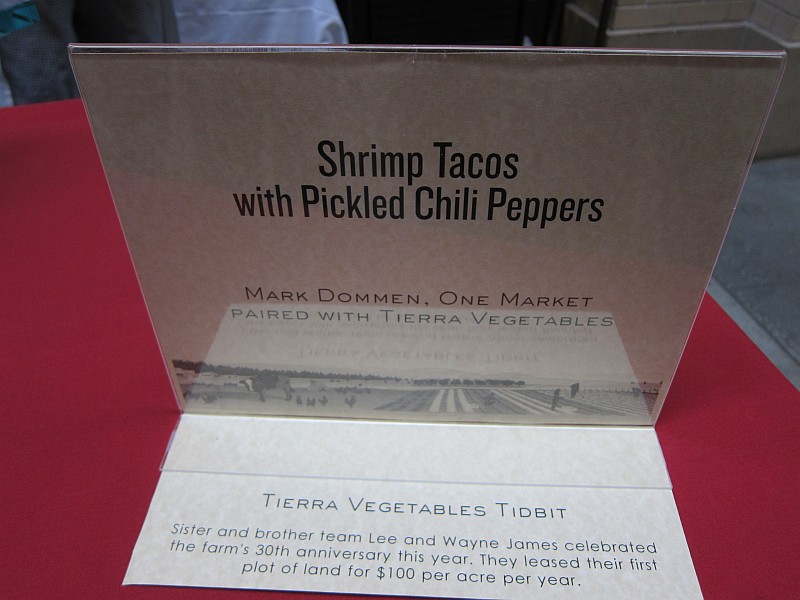 Shrimp Tacos
with Pickled Chili Peppers
Mark Dommen, One Market
paired with Tierra Vegetables
Tierra Vegetables Tidbit
Sister and brother team Lee and Wayne James celebrated
the farm's 30th anniversary this year. They leased their first
plot of land for $100 per acre per year.